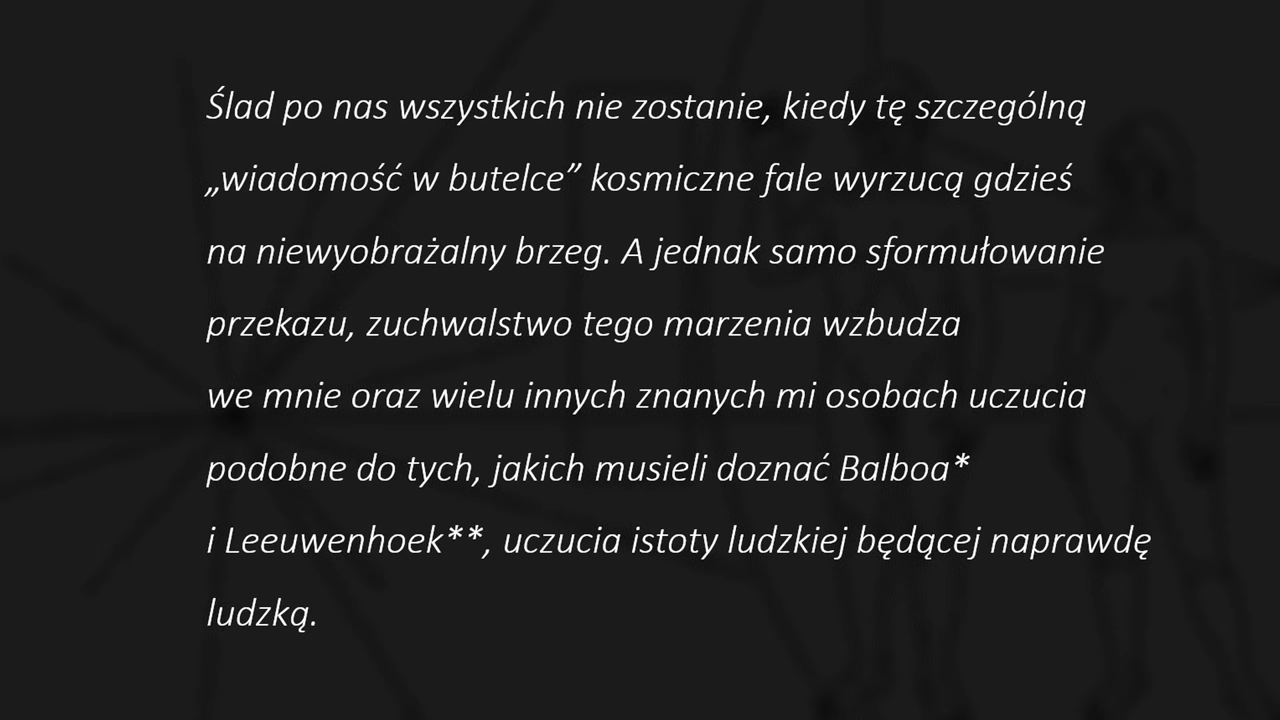 Ślad po nas wszystkich nie zostanie, kiedy tę szczególną
„wiadomość w butelce” kosmiczne fale wyrzucą gdzieś
na niewyobrażalny brzeg. A jednak samo sformułowanie
przekazu, zuchwalstwo tego marzenia wzbudza
we mnie oraz wielu innych znanych mi osobach uczucia
podobne do tych, jakich musieli doznać Balboa*
i Leeuwenhoek**, uczucia istoty ludzkiej będącej naprawdę
ludzką.